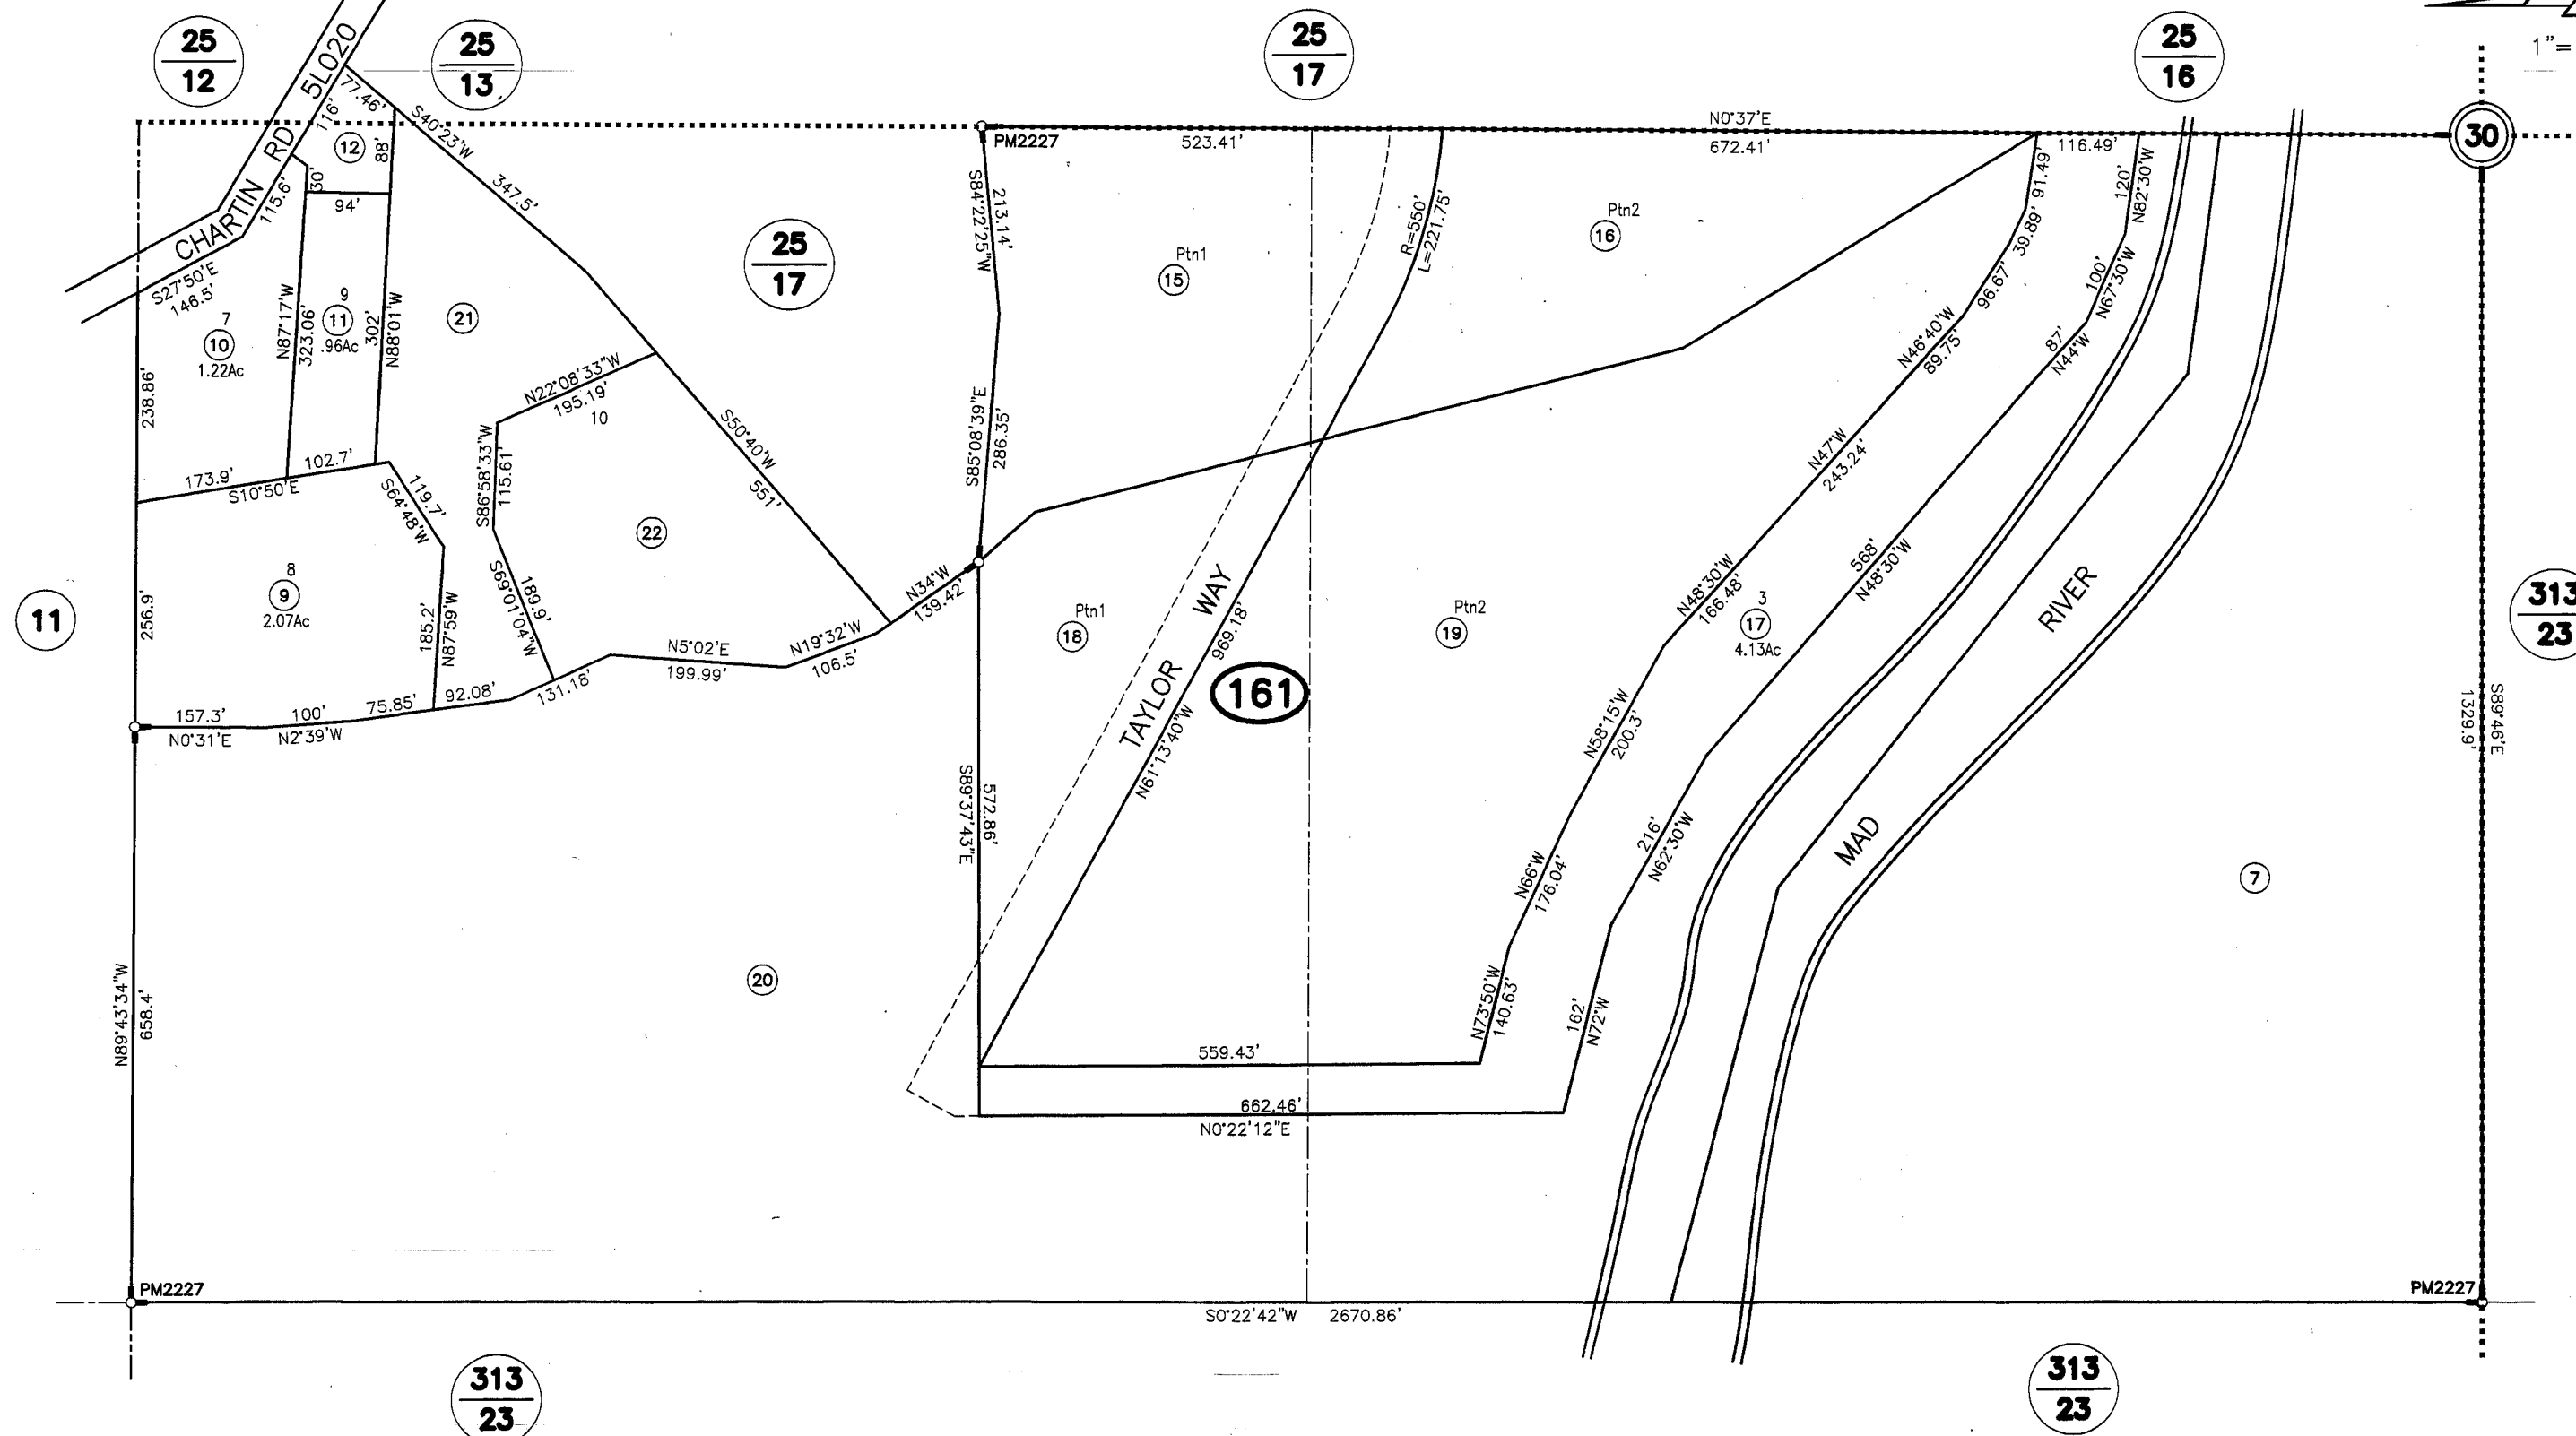 25
12
25
13
25
17
25
16
1"=
30
CHARTIN RD 5L020
77.46'
116'
12
88'
30'
94'
115.6'
S27°50'E
146.5'
S40°23'W
347.5'
PM2227
523.41'
N0°37'E
672.41'
116.49'
91.49'
39.89'
96.67'
120'
N82°30'W
100'
N67°30'W
87'
N44°W
25
17
S84°22'25"W
213.14'
Ptn1
15
Ptn2
16
R=550'
L=221.75'
7
10
1.22Ac
N87°17'W
323.06'
9
11
.96Ac
302'
N88°01'W
21
238.86'
N22°08'33"W
195.19'
10
S50°40'W
551'
S85°08'39"E
286.35'
N46°40'W
89.75'
N47°W
243.24'
173.9'
102.7'
S10°50'E
119.7'
S64°48'W
S86°58'33"W
115.61'
22
S69°01'04"W
189.9'
11
256.9'
8
9
2.07Ac
185.2'
N87°59'W
N34°W
139.42'
N5°02'E
199.99'
N19°32'W
106.5'
131.18'
92.08'
75.85'
157.3'
N0°31'E
100'
N2°39'W
Ptn1
18
TAYLOR WAY
969.18'
N61°13'40"W
161
Ptn2
19
N48°30'W
166.48'
3
17
4.13Ac
568'
N48°30'W
MAD RIVER
313
23
S89°46'E
1329.9'
N58°15'W
200.3'
216'
N62°30'W
N66°W
176.04'
7
S89°37'43"E
572.86'
20
N89°43'34"W
658.4'
N73°50'W
140.63'
162'
N72°W
559.43'
662.46'
N0°22'12"E
PM2227
S0°22'42"W 2670.86'
PM2227
313
23
313
23